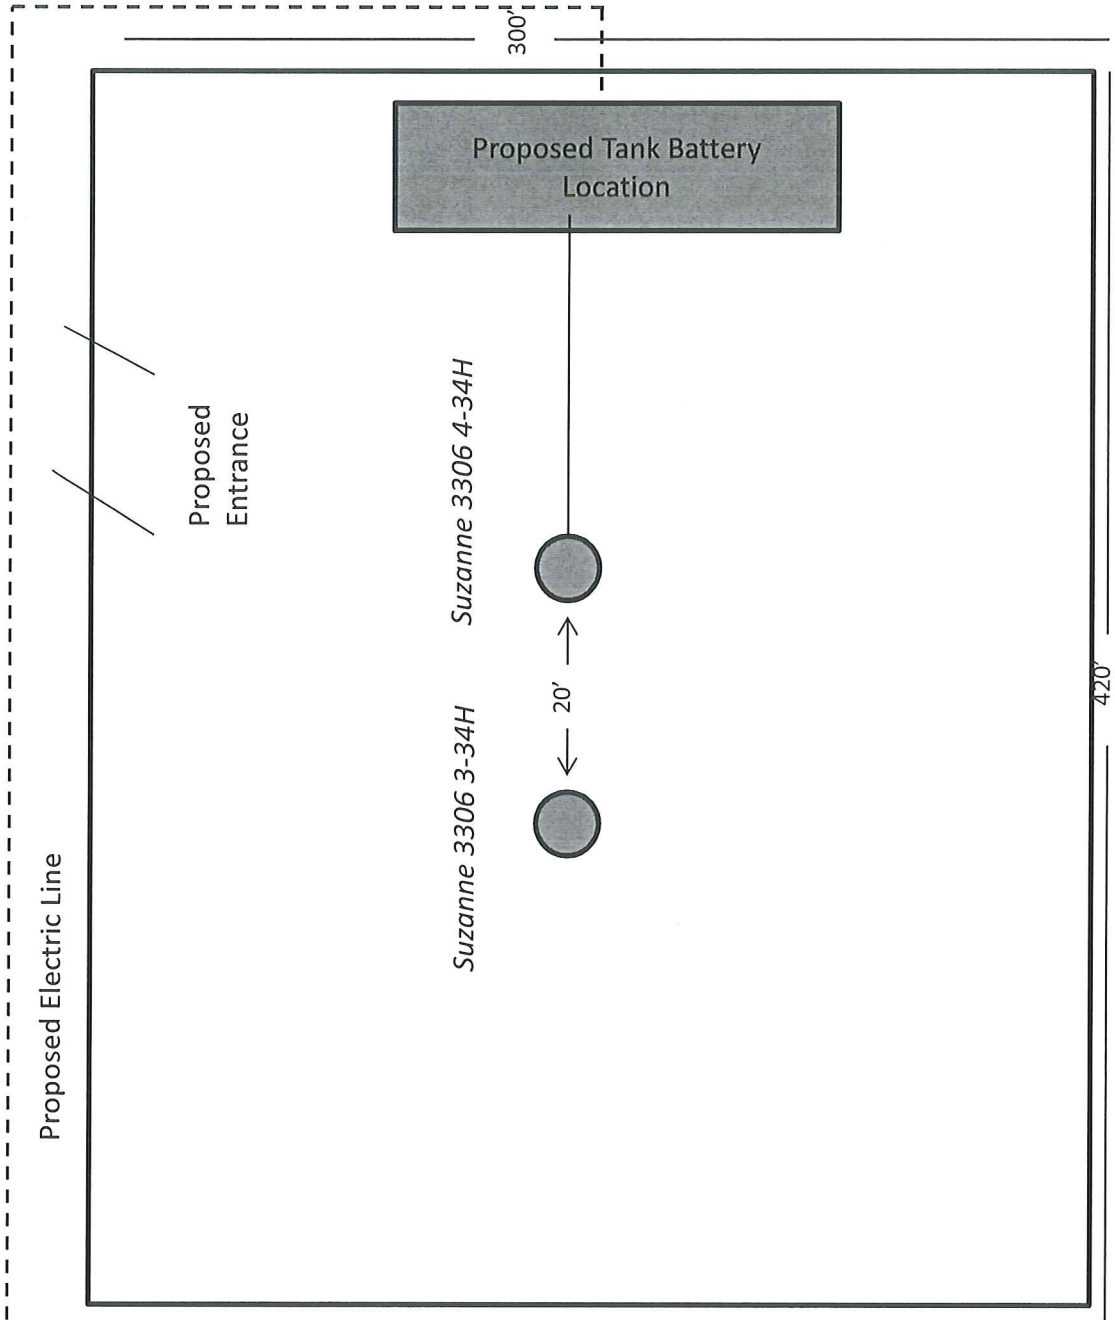 300’
Proposed Tank Battery
Location
Proposed
Entrance
Suzanne 3306 4-34H
20’
Suzanne 3306 3-34H
420’
Proposed Electric Line